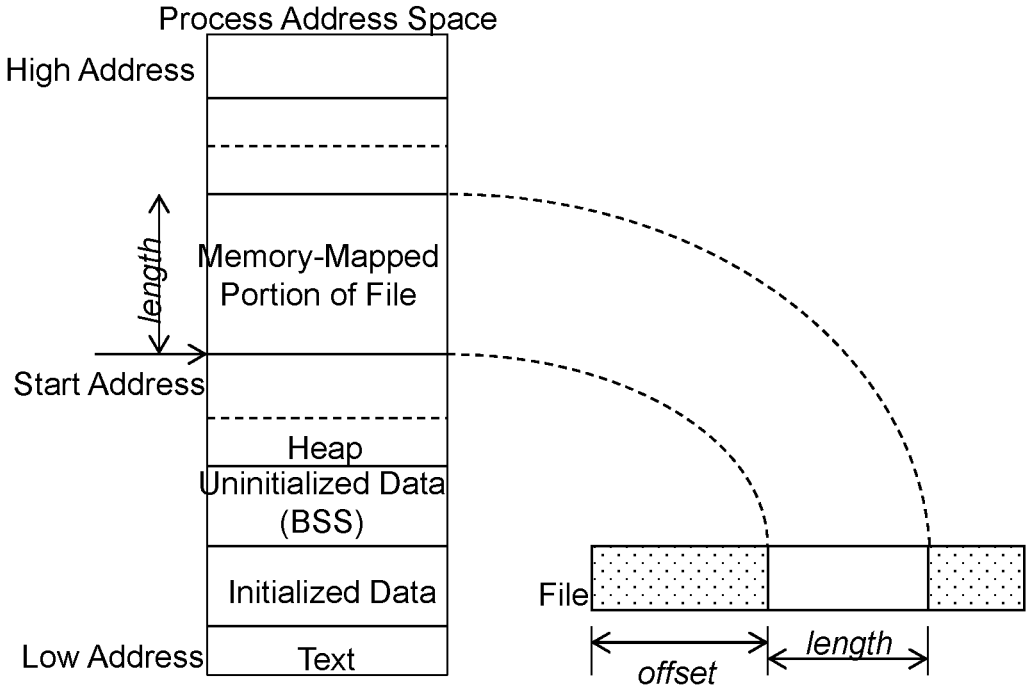 Process Address Space
High Address
length
Memory-Mapped
Portion of File
Start Address
Heap
Uninitialized Data
(BSS)
Initialized Data
File
Low Address
Text
offset
length